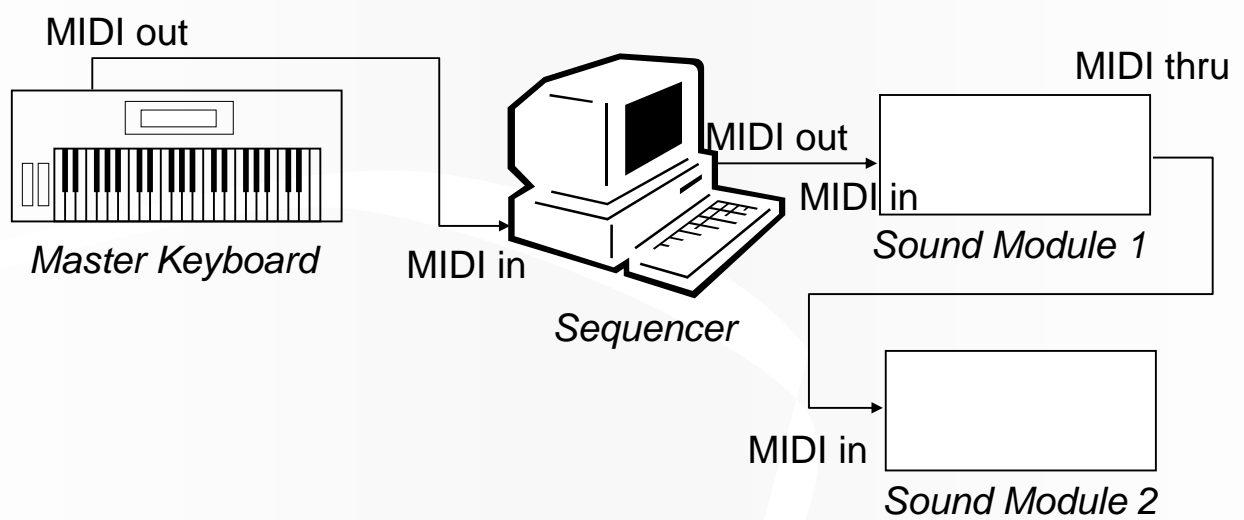 MIDI out
MIDI thru
MIDI out
MIDI in
Master Keyboard
MIDI in
Sound Module 1
Sequencer
MIDI in
Sound Module 2